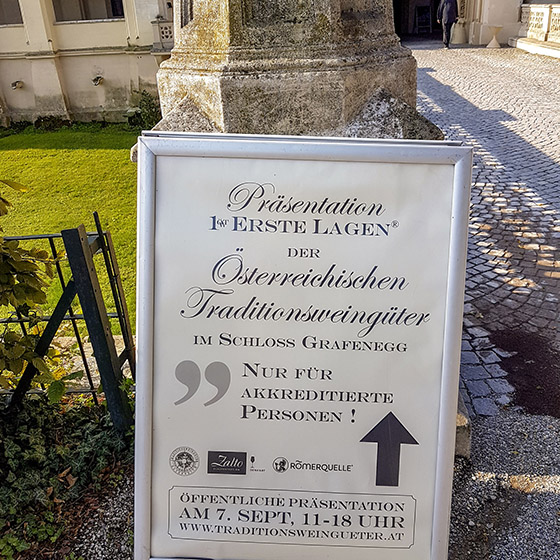 Präsentation
1 ERSTE LAGEN®
DER
Österreichischen
Traditionsweingüter
IM SCHLOSS GRAFENEGG
” NUR FÜR
AKKREDITIERTE
PERSONEN !
Zalto
RÖMERQUELLE®
ÖFFENTLICHE PRÄSENTATION
AM 7. SEPT, 11-18 UHR
WWW.TRADITIONSWEINGUETER.AT